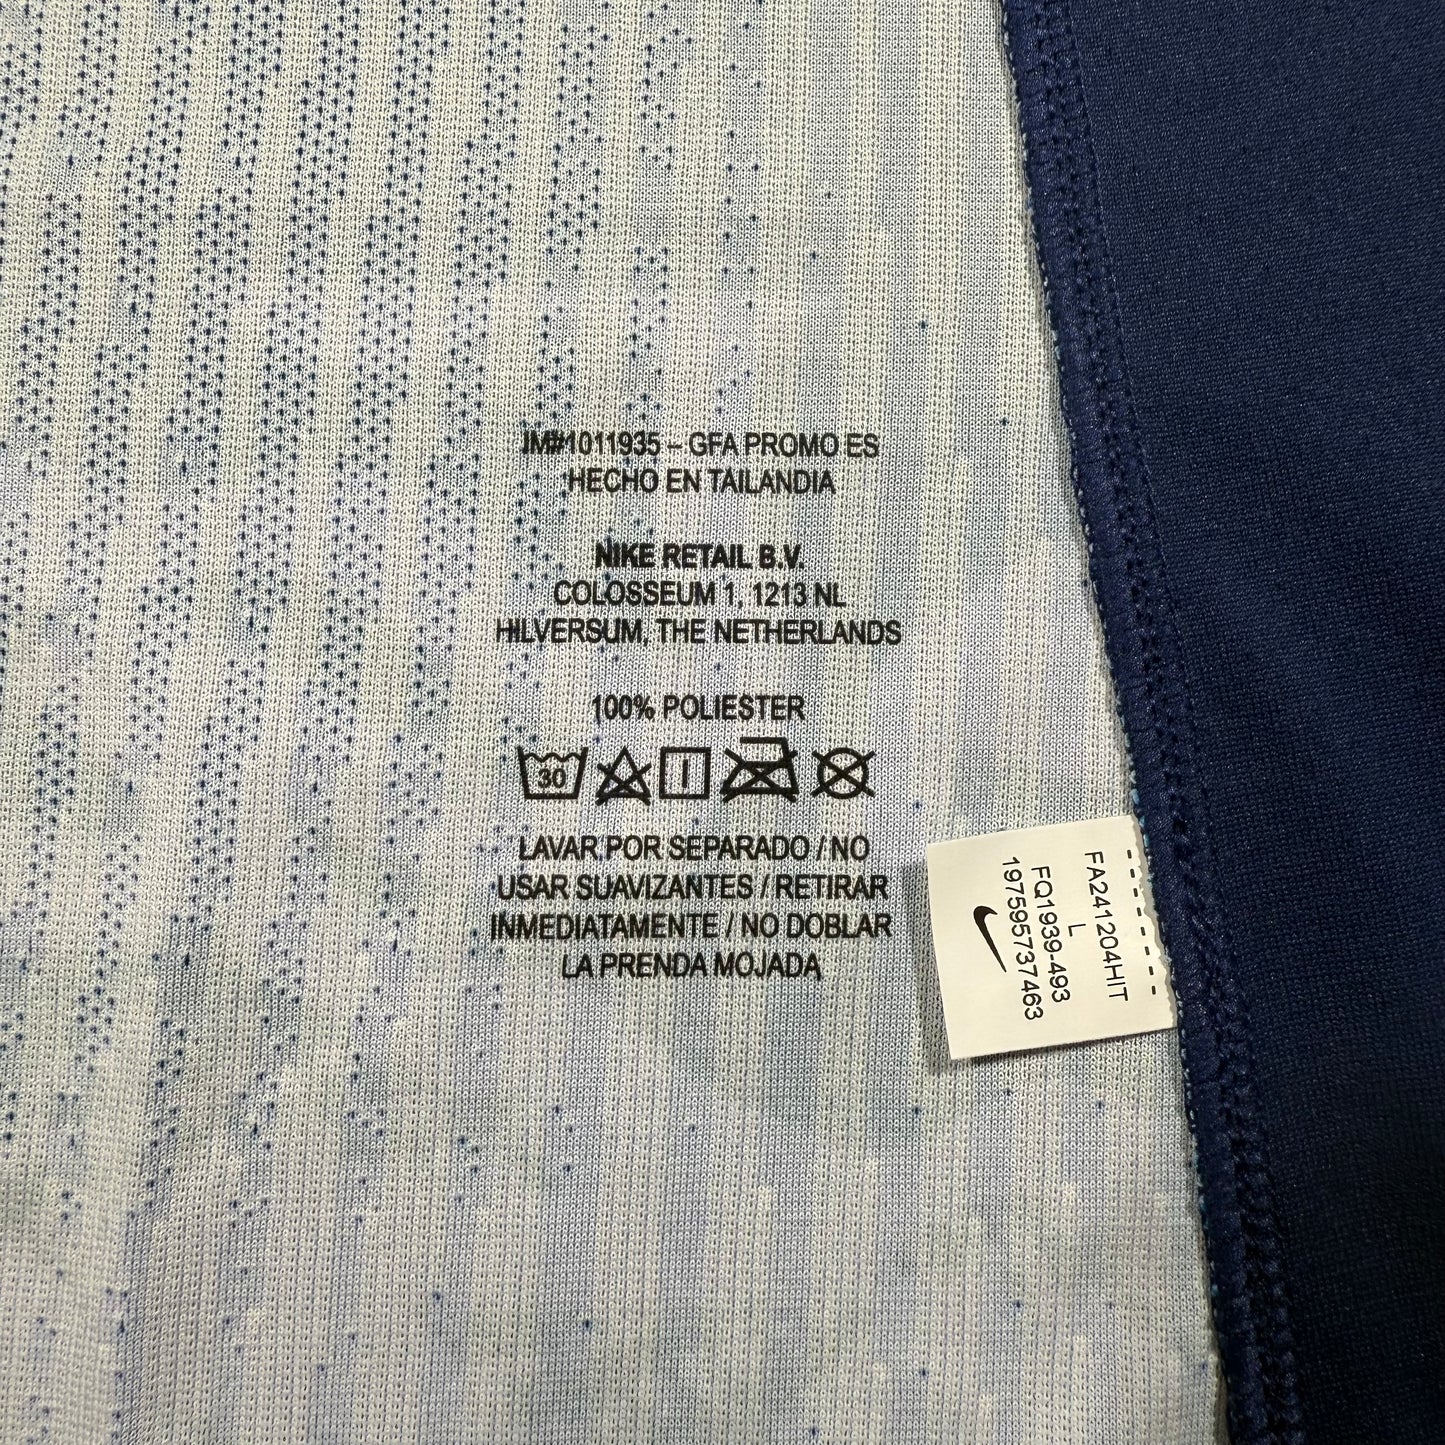 IM#1011935 – GFA PROMO ES
HECHO EN TAILANDIA
NIKE RETAIL B.V.
COLOSSEUM 1, 1213 NL
HILVERSUM, THE NETHERLANDS
100% POLIESTER
30
LAVAR POR SEPARADO / NO
USAR SUAVIZANTES / RETIRAR
INMEDIATAMENTE / NO DOBLAR
LA PRENDA MOJADA
FA241204HIT
L
FQ1939-493
197595737463